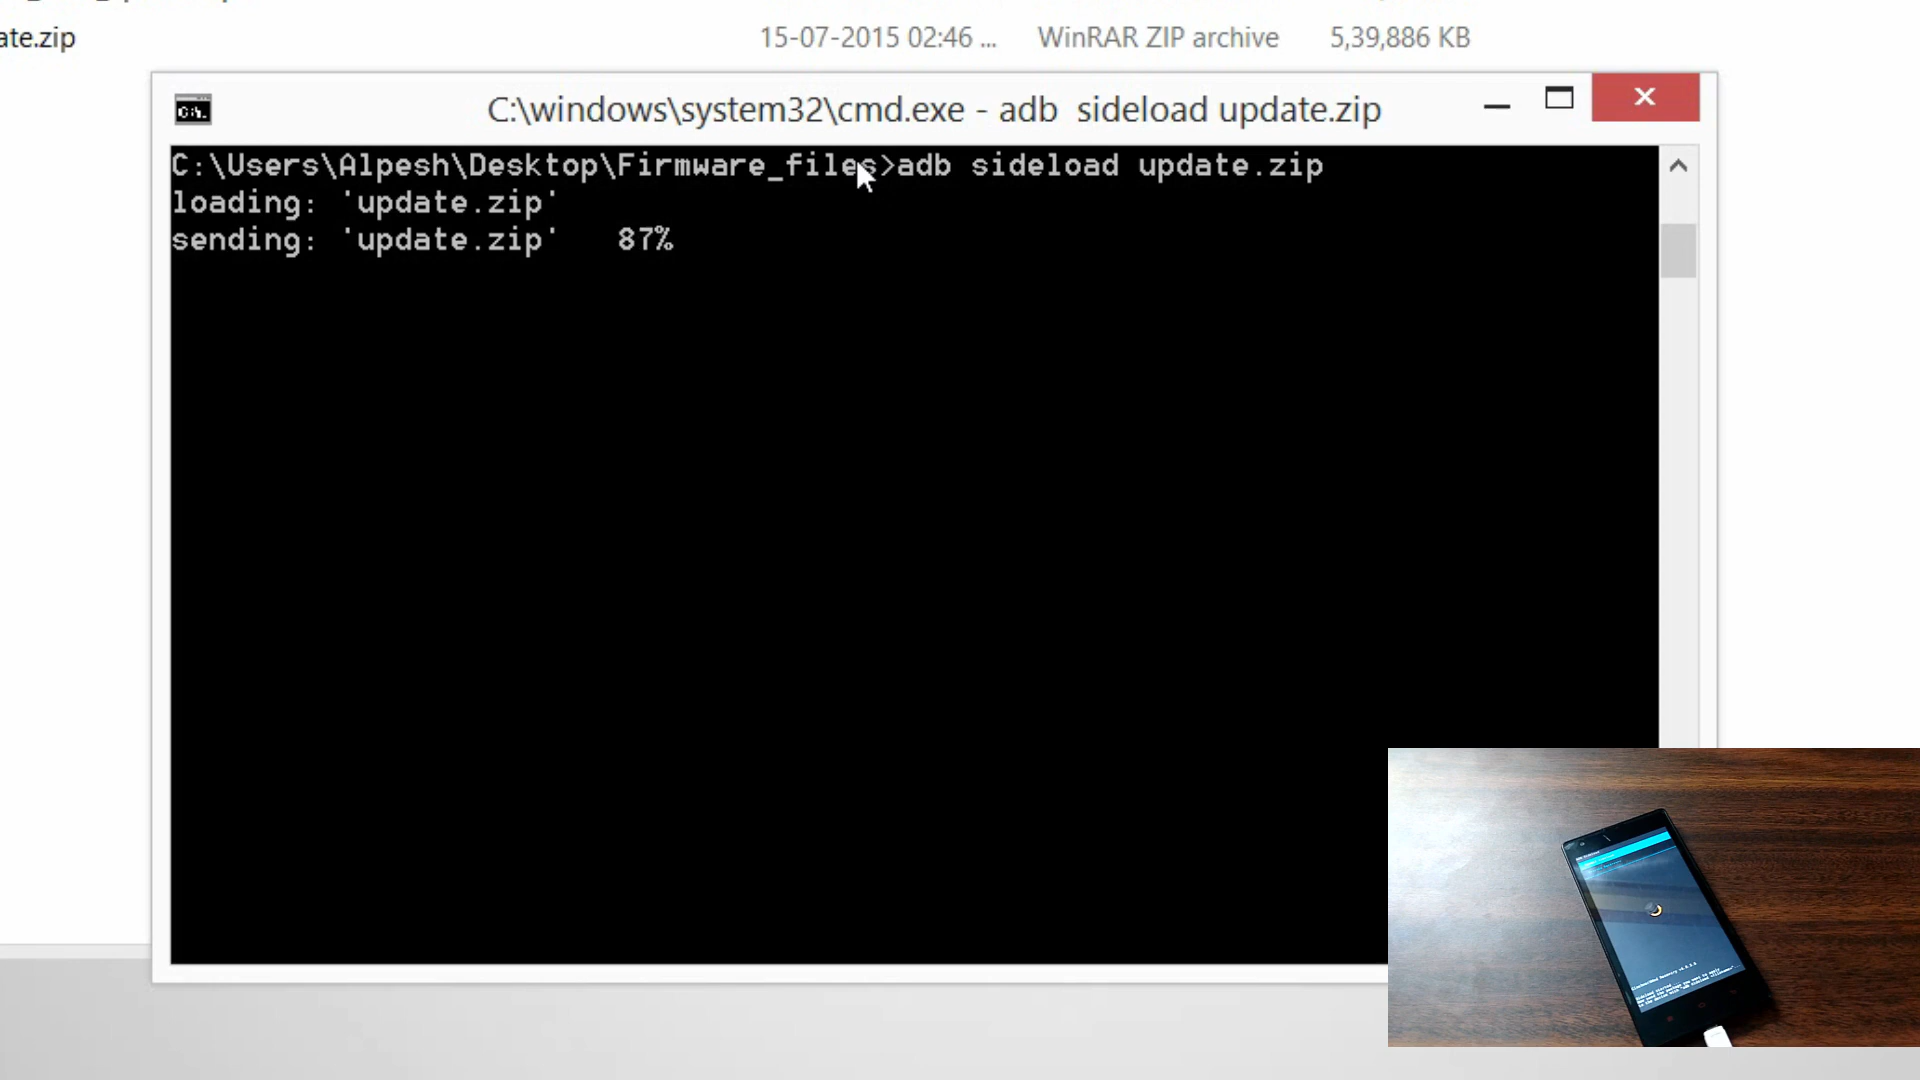 ate.zip 15-07-2015 02:46 ... WinRAR ZIP archive 5,39,886 KB
C:\windows\system32\cmd.exe - adb  sideload update.zip
C:\Users\Alpesh\Desktop\Firmware_files>adb sideload update.zip
loading: 'update.zip'
sending: 'update.zip'   87%